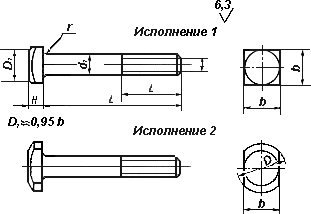 6,3
r
Исполнение 1
D₁
d₁
b
H
L
L
b
D₁≈0,95 b
Исполнение 2
D
b